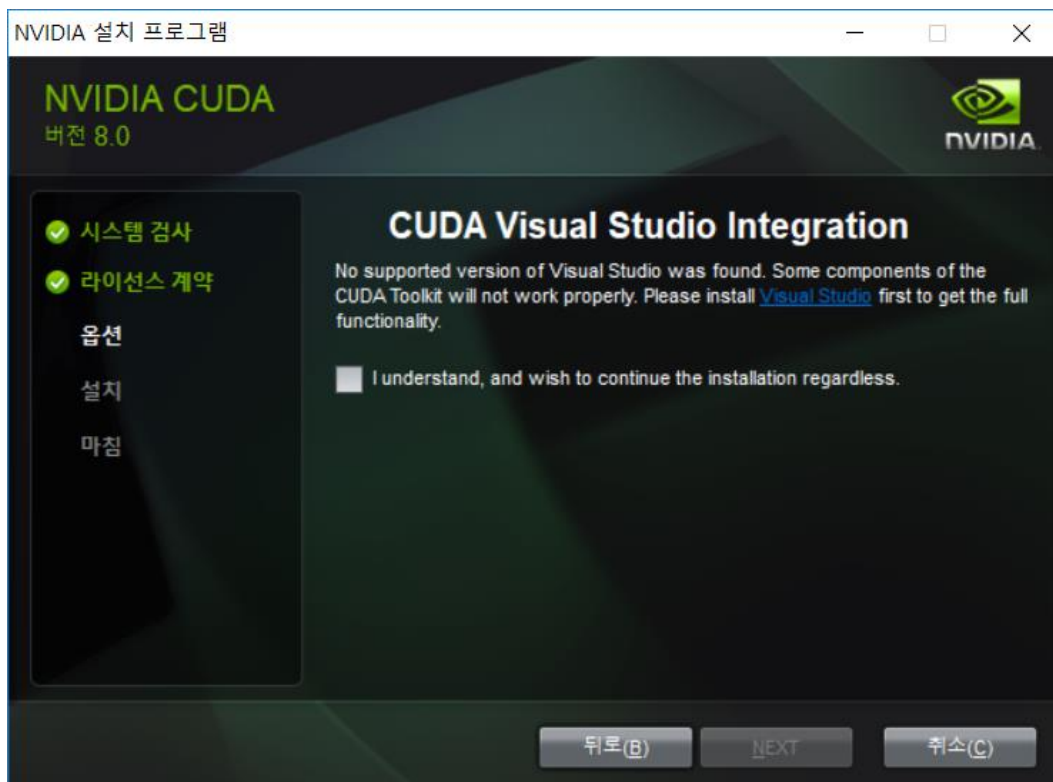 NVIDIA 설치 프로그램
NVIDIA CUDA
버전 8.0
NVIDIA.
시스템 검사
라이선스 계약
옵션
설치
마침
CUDA Visual Studio Integration
No supported version of Visual Studio was found. Some components of the
CUDA Toolkit will not work properly. Please install Visual Studio first to get the full
functionality.
I understand, and wish to continue the installation regardless.
뒤로(B)
NEXT
취소(C)